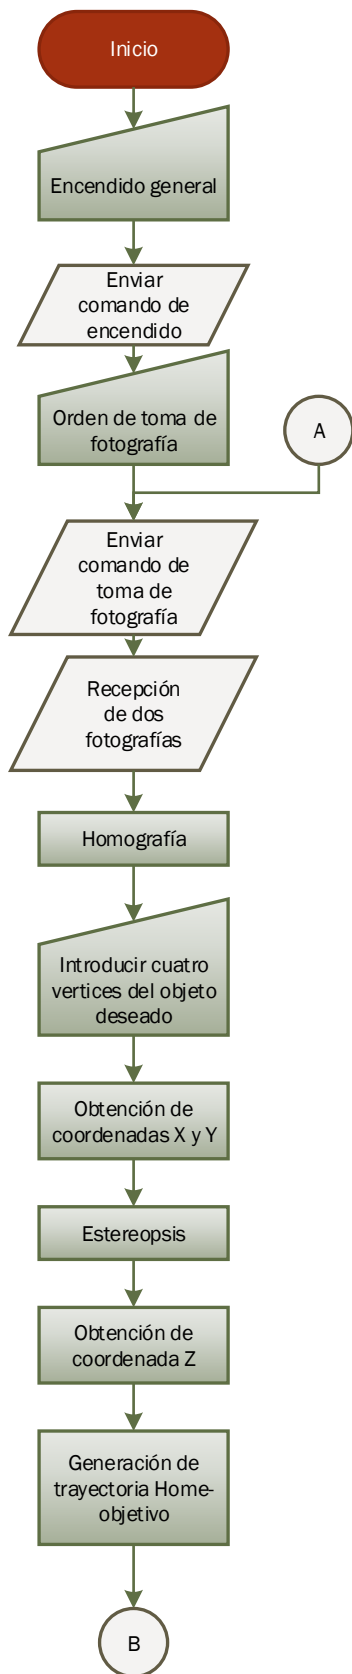 Inicio
Encendido general
Enviar
comando de
encendido
Orden de toma de
fotografía
A
Enviar
comando de
toma de
fotografía
Recepción
de dos
fotografías
Homografía
Introducir cuatro
vertices del objeto
deseado
Obtención de
coordenadas X y Y
Estereopsis
Obtención de
coordenada Z
Generación de
trayectoria Home-
objetivo
B